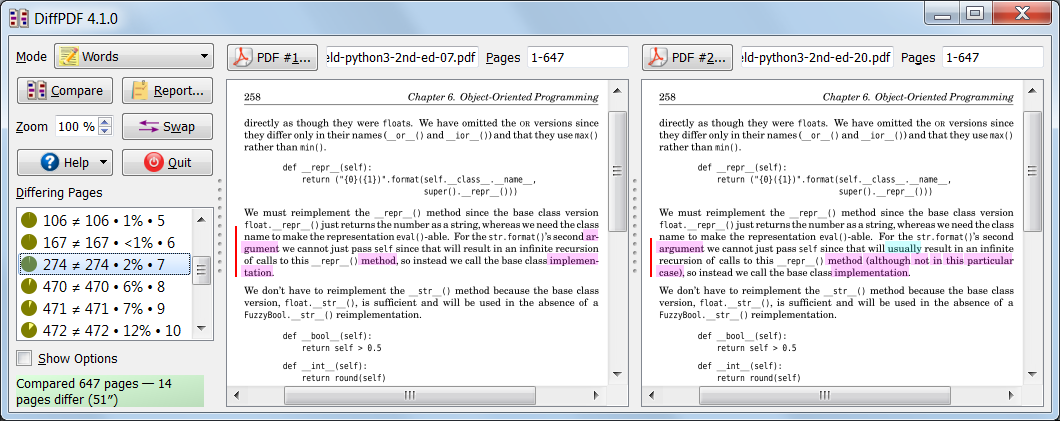 DiffPDF 4.1.0
Mode Words
PDF #1... eld-python3-2nd-ed-07.pdf Pages 1-647
PDF #2... eld-python3-2nd-ed-20.pdf Pages 1-647
Compare Report...
Zoom 100 % Swap
Help Quit
Differing Pages
106 ≠ 106 • 1% • 5
167 ≠ 167 • <1% • 6
274 ≠ 274 • 2% • 7
470 ≠ 470 • 6% • 8
471 ≠ 471 • 7% • 9
472 ≠ 472 • 12% • 10
Show Options
Compared 647 pages — 14
pages differ (51″)
258 Chapter 6. Object-Oriented Programming
directly as though they were floats. We have omitted the OR versions since
they differ only in their names (__or__() and __ior__()) and that they use max()
rather than min().
def __repr__(self):
return ("{0}({1})".format(self.__class__.__name__,
super().__repr__()))
We must reimplement the __repr__() method since the base class version
float.__repr__() just returns the number as a string, whereas we need the class
name to make the representation eval()-able. For the str.format()'s second ar-
gument we cannot just pass self since that will result in an infinite recursion
of calls to this __repr__() method, so instead we call the base class implemen-
tation.
We don't have to reimplement the __str__() method because the base class
version, float.__str__(), is sufficient and will be used in the absence of a
FuzzyBool.__str__() reimplementation.
def __bool__(self):
return self > 0.5
def __int__(self):
return round(self)
258 Chapter 6. Object-Oriented Programming
directly as though they were floats. We have omitted the OR versions since
they differ only in their names (__or__() and __ior__()) and that they use max()
rather than min().
def __repr__(self):
return ("{0}({1})".format(self.__class__.__name__,
super().__repr__()))
We must reimplement the __repr__() method since the base class version
float.__repr__() just returns the number as a string, whereas we need the class
name to make the representation eval()-able. For the str.format()'s second
argument we cannot just pass self since that will usually result in an infinite
recursion of calls to this __repr__() method (although not in this particular
case), so instead we call the base class implementation.
We don't have to reimplement the __str__() method because the base class
version, float.__str__(), is sufficient and will be used in the absence of a
FuzzyBool.__str__() reimplementation.
def __bool__(self):
return self > 0.5
def __int__(self):
return round(self)